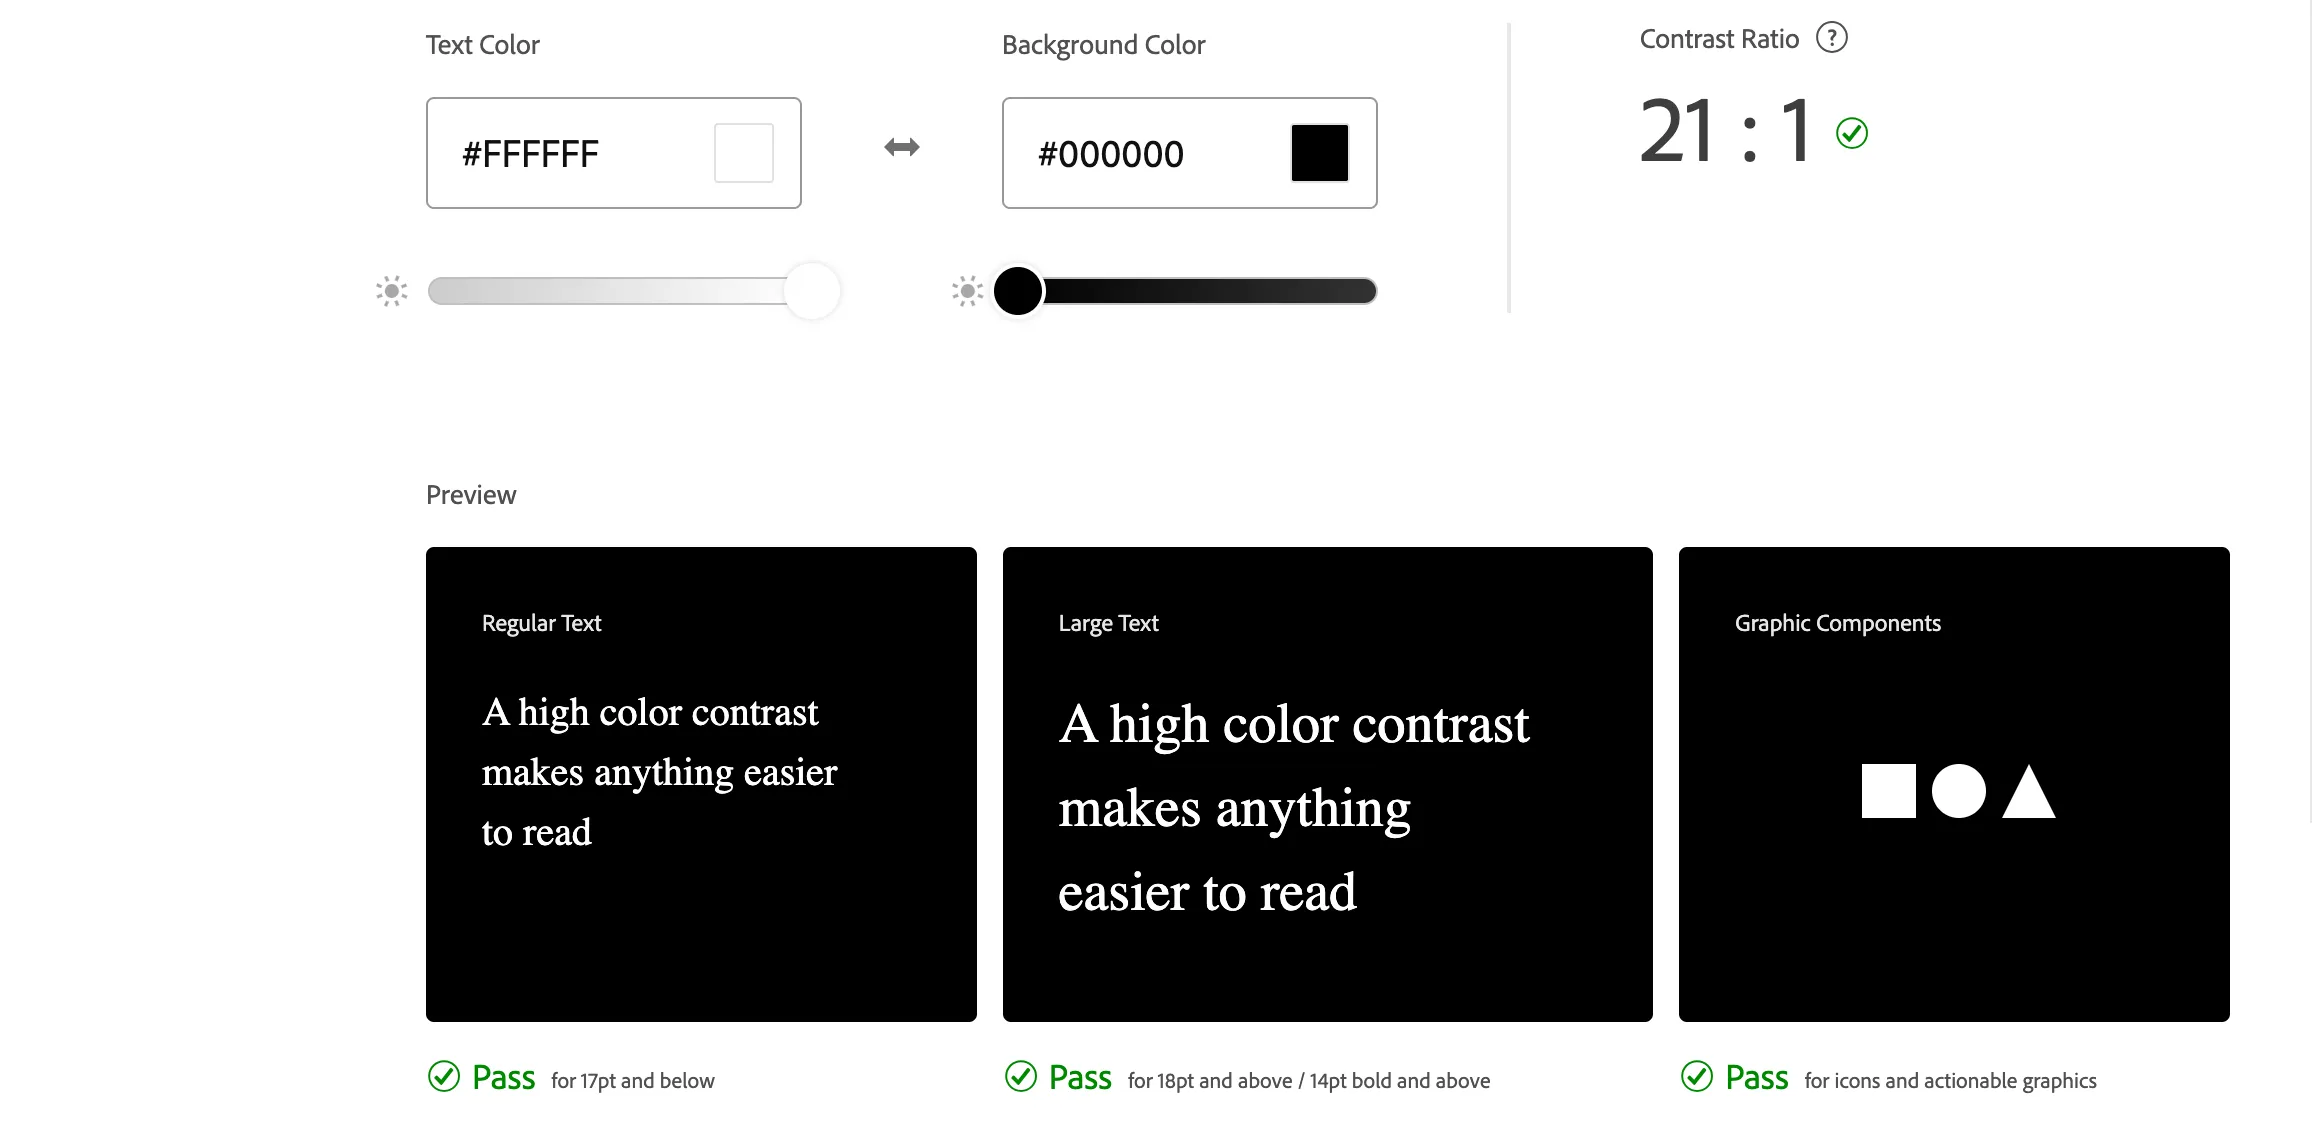 Text Color
Background Color
Contrast Ratio ?
#FFFFFF
#000000
21 : 1
Preview
Regular Text
A high color contrast
makes anything easier
to read
Large Text
A high color contrast
makes anything
easier to read
Graphic Components
Pass for 17pt and below
Pass for 18pt and above / 14pt bold and above
Pass for icons and actionable graphics